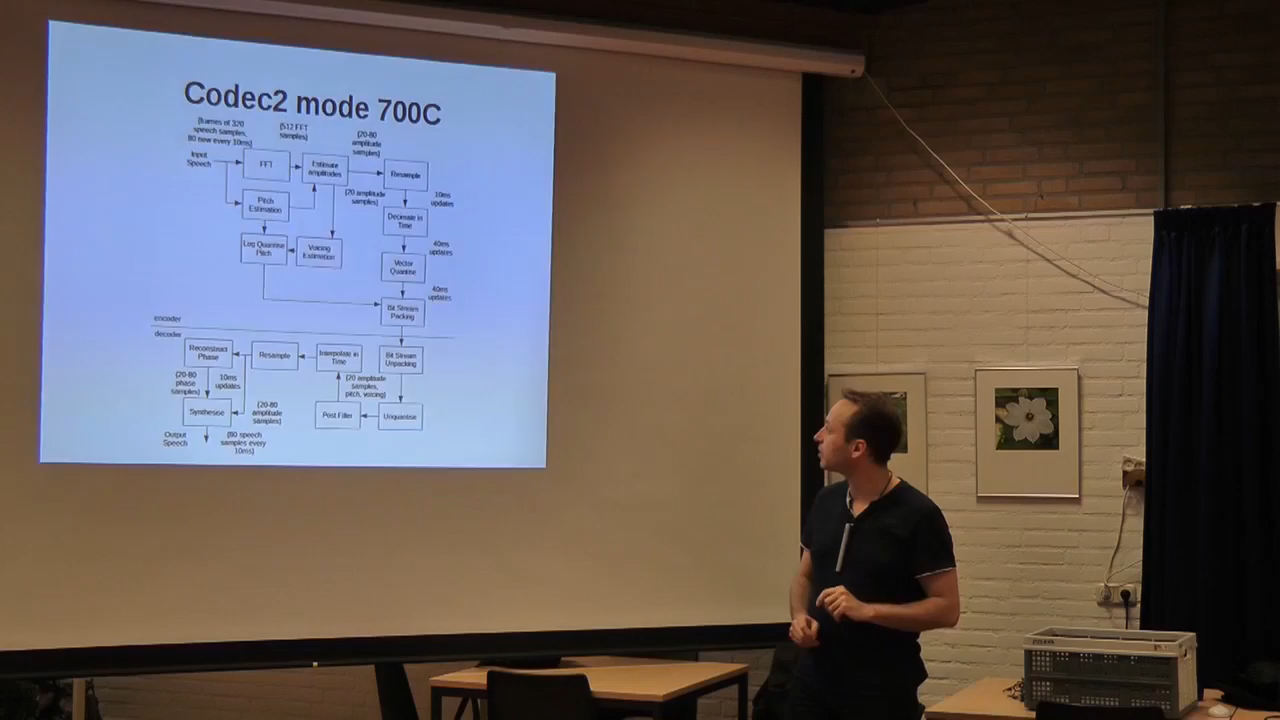 Codec2 mode 700C
(frames of 320
speech samples,
80 new every 10ms)
(512 FFT
samples)
(20-80
amplitude
samples)
Input
Speech
FFT
Estimate
Amplitudes
Resample
(20 amplitude
samples)
10ms
updates
Pitch
Estimation
Decimate in
Time
Log Quantise
Pitch
Voicing
Estimation
40ms
updates
Vector
Quantise
40ms
updates
Bit Stream
Packing
encoder
decoder
Reconstruct
Phase
Resample
Interpolate in
Time
Bit Stream
Unpacking
(20-80
phase
samples)
10ms
updates
(20 amplitude
samples,
pitch, voicing)
Synthesise
(20-80
amplitude
samples)
Post Filter
Unquantise
Output
Speech
(80 speech
samples every
10ms)